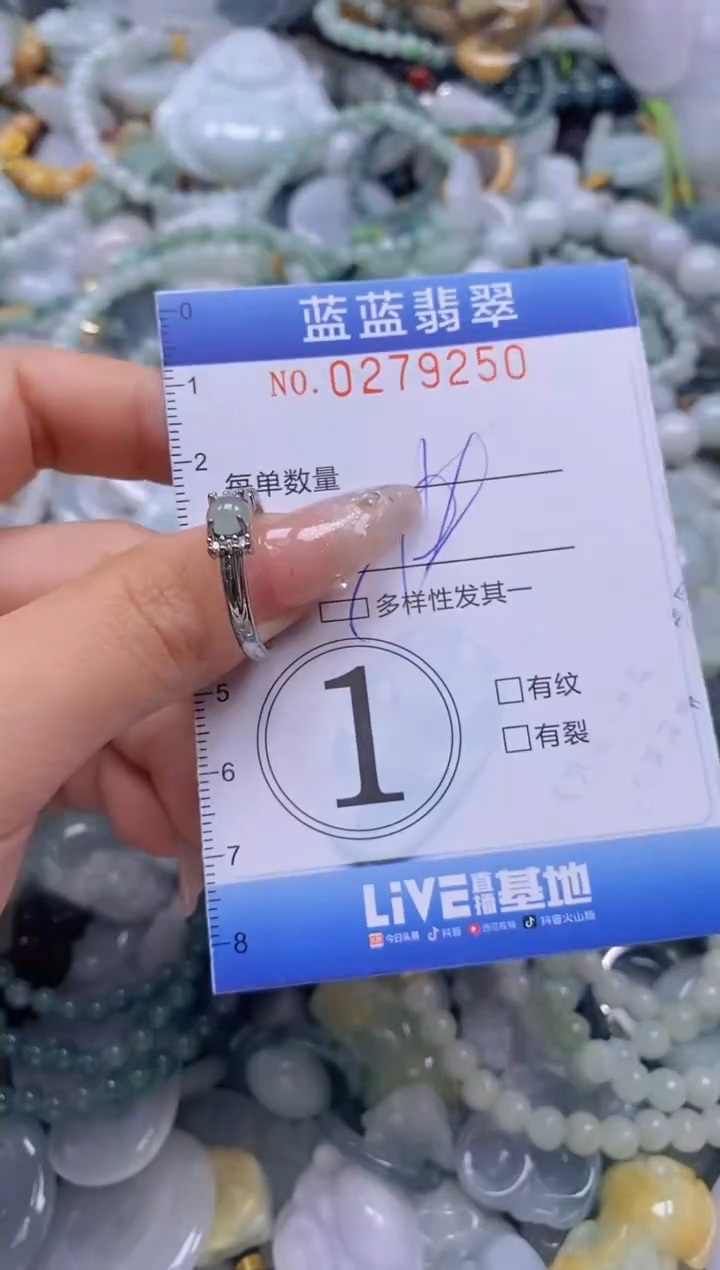 蓝蓝翡翠
NO.0279250
0
1
2
5
6
7
8
每单数量
多样性发其一
1
有纹
有裂
LiVE直播基地
今日头条 抖音 西瓜视频 抖音火山版